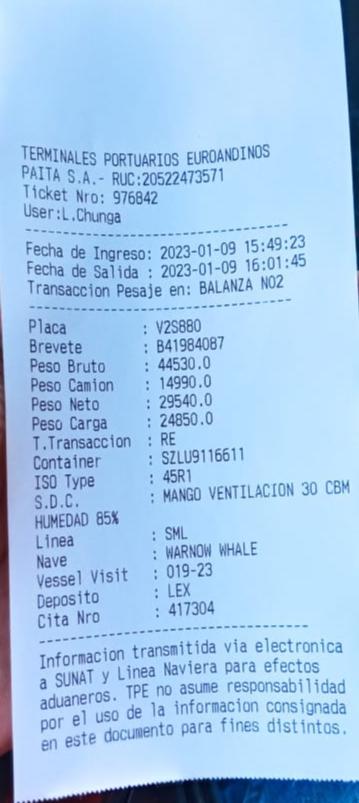 TERMINALES PORTUARIOS EUROANDINOS
PAITA S.A.- RUC:20522473571
Ticket Nro: 976842
User:L.Chunga
Fecha de Ingreso: 2023-01-09 15:49:23
Fecha de Salida : 2023-01-09 16:01:45
Transaccion Pesaje en: BALANZA NO2
Placa : V2S880
Brevete : B41984087
Peso Bruto : 44530.0
Peso Camion : 14990.0
Peso Neto : 29540.0
Peso Carga : 24850.0
T.Transaccion : RE
Container : SZLU9116611
ISO Type : 45R1
S.D.C. : MANGO VENTILACION 30 CBM
HUMEDAD 85%
Linea : SML
Nave : WARNOW WHALE
Vessel Visit : 019-23
Deposito : LEX
Cita Nro : 417304
Informacion transmitida via electronica
a SUNAT y Linea Naviera para efectos
aduaneros. TPE no asume responsabilidad
por el uso de la informacion consignada
en este documento para fines distintos.